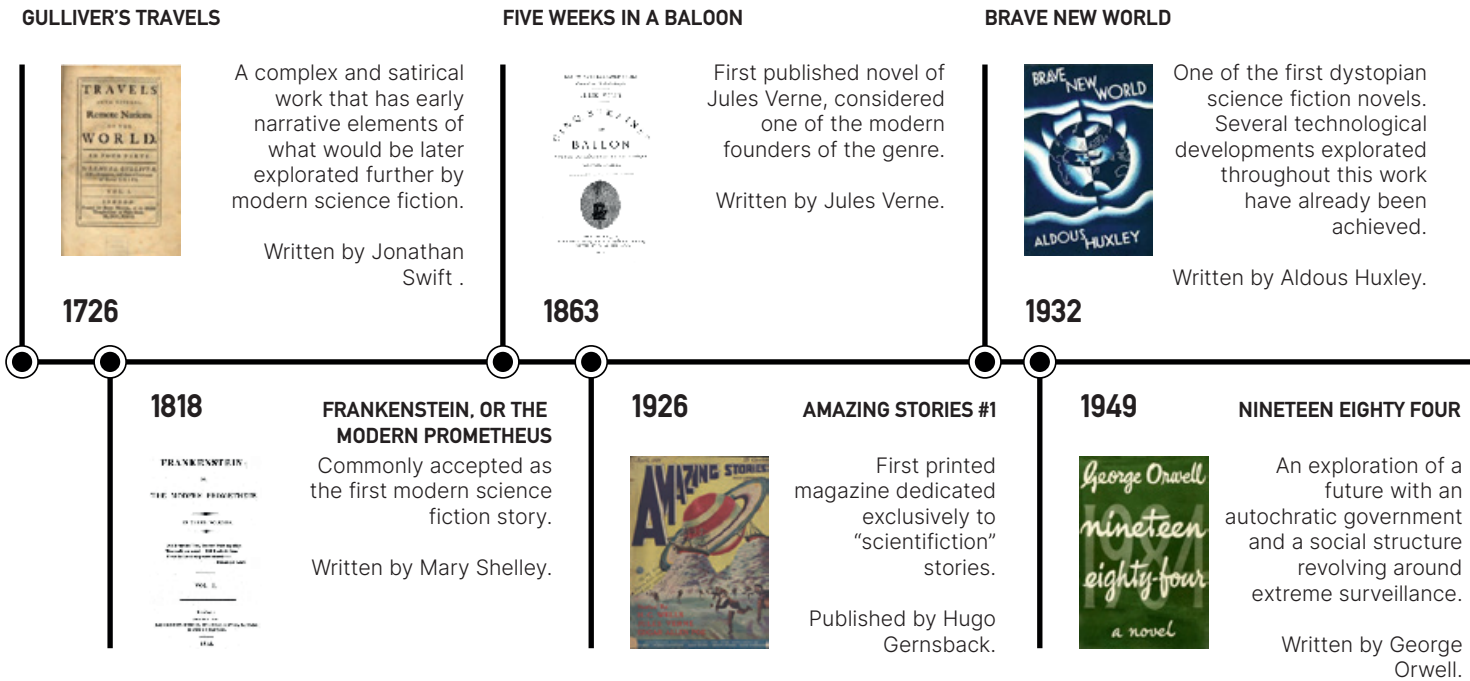 GULLIVER'S TRAVELS
TRAVELS
Remote Nations
WORLD.
A complex and satirical
work that has early
narrative elements of
what would be later
explorated further by
modern science fiction.
Written by Jonathan
Swift .
1726
FIVE WEEKS IN A BALOON
BALLON
First published novel of
Jules Verne, considered
one of the modern
founders of the genre.
Written by Jules Verne.
1863
BRAVE NEW WORLD
BRAVE NEW WORLD
ALDOUS HUXLEY
One of the first dystopian
science fiction novels.
Several technological
developments explorated
throughout this work
have already been
achieved.
Written by Aldous Huxley.
1932
1818
FRANKENSTEIN, OR THE
MODERN PROMETHEUS
FRANKENSTEIN;
THE MODERN PROMETHEUS.
VOL. I.
Commonly accepted as
the first modern science
fiction story.
Written by Mary Shelley.
1926
AMAZING STORIES #1
AMAZING STORIES
First printed
magazine dedicated
exclusively to
“scientifiction”
stories.
Published by Hugo
Gernsback.
1949
NINETEEN EIGHTY FOUR
George Orwell
1984
nineteen
eighty-four
a novel
An exploration of a
future with an
autochratic government
and a social structure
revolving around
extreme surveillance.
Written by George
Orwell.